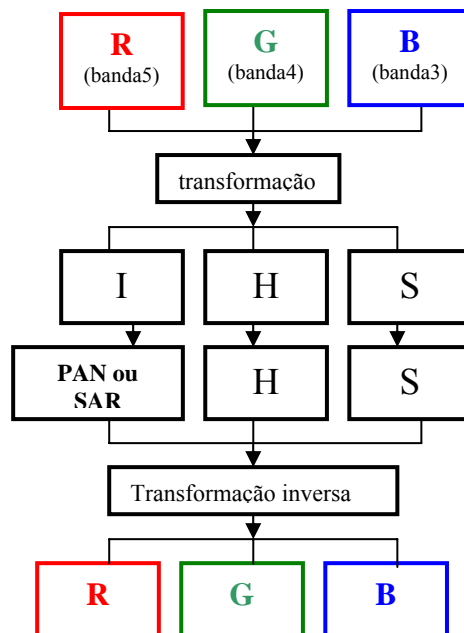 R G B
(banda5) (banda4) (banda3)
transformação
I H S
PAN ou
SAR H S
Transformação inversa
R G B